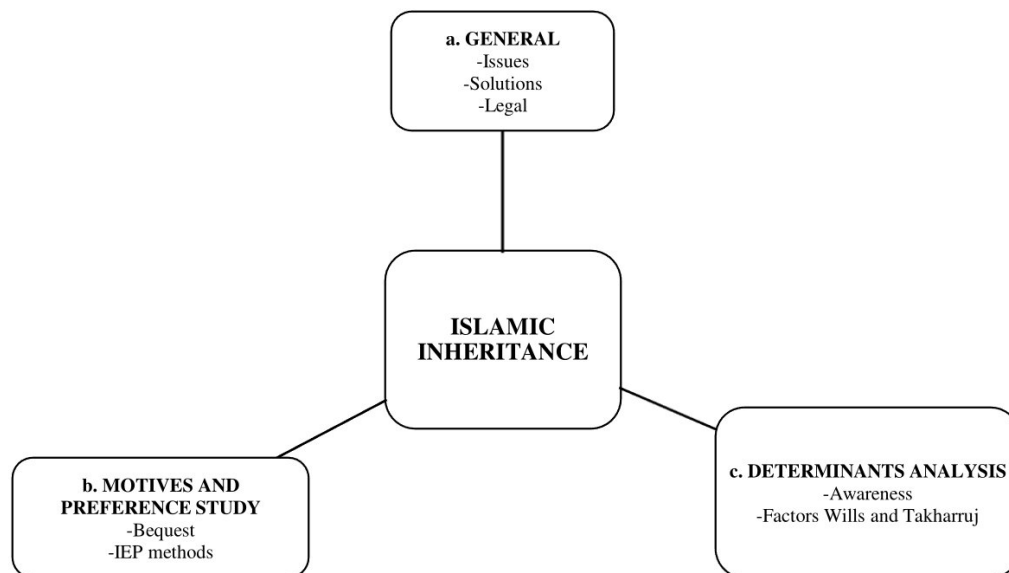 a. GENERAL
-Issues
-Solutions
-Legal
ISLAMIC
INHERITANCE
b. MOTIVES AND
PREFERENCE STUDY
-Bequest
-IEP methods
c. DETERMINANTS ANALYSIS
-Awareness
-Factors Wills and Takharruj